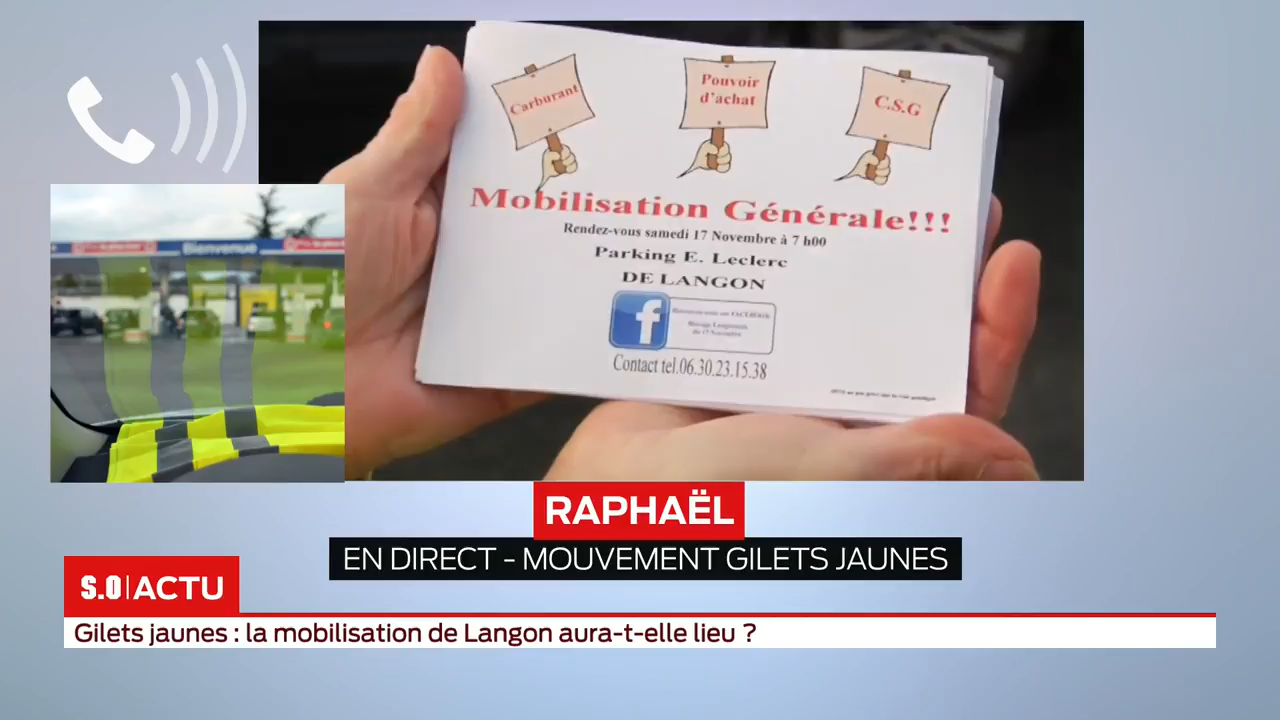 Carburant
Pouvoir
d'achat
C.S.G
Mobilisation Générale!!!
Rendez-vous samedi 17 Novembre à 7 h00
Parking E. Leclerc
DE LANGON
f
Contact tel.06.30.23.15.38
Bienvenue
RAPHAËL
EN DIRECT - MOUVEMENT GILETS JAUNES
S.O|ACTU
Gilets jaunes : la mobilisation de Langon aura-t-elle lieu ?